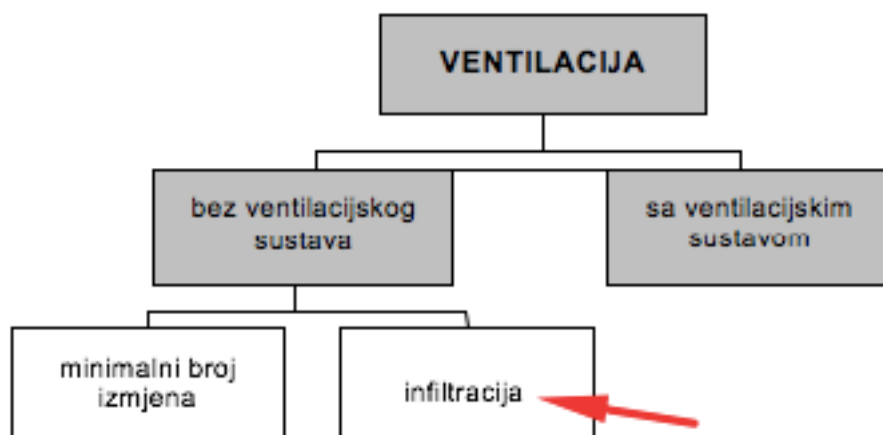 VENTILACIJA
bez ventilacijskog
sustava
sa ventilacijskim
sustavom
minimalni broj
izmjena
infiltracija